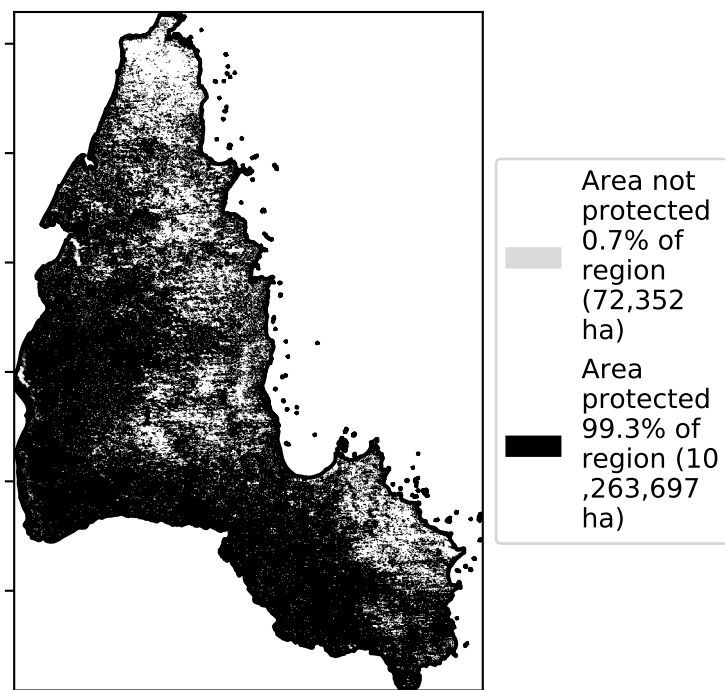 Area not
protected
0.7% of
region
(72,352
ha)
Area
protected
99.3% of
region (10
,263,697
ha)